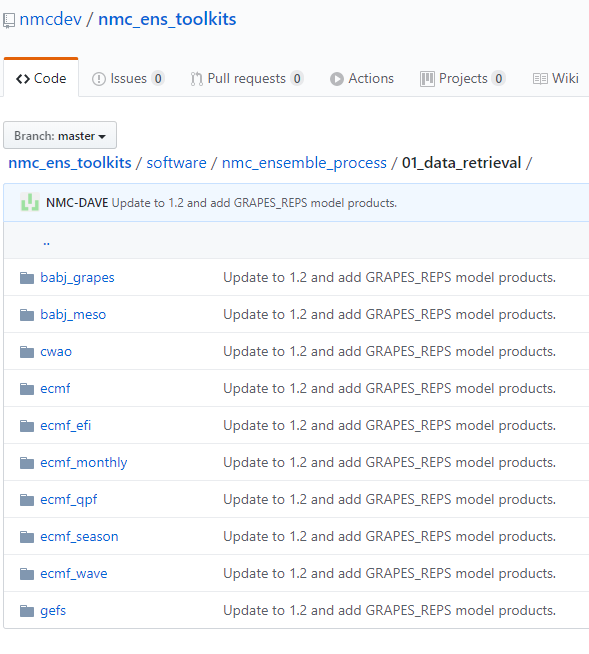 nmcdev / nmc_ens_toolkits
Code Issues 0 Pull requests 0 Actions Projects 0 Wiki
Branch: master
nmc_ens_toolkits / software / nmc_ensemble_process / 01_data_retrieval /
NMC-DAVE Update to 1.2 and add GRAPES_REPS model products.
..
babj_grapes Update to 1.2 and add GRAPES_REPS model products.
babj_meso Update to 1.2 and add GRAPES_REPS model products.
cwao Update to 1.2 and add GRAPES_REPS model products.
ecmf Update to 1.2 and add GRAPES_REPS model products.
ecmf_efi Update to 1.2 and add GRAPES_REPS model products.
ecmf_monthly Update to 1.2 and add GRAPES_REPS model products.
ecmf_qpf Update to 1.2 and add GRAPES_REPS model products.
ecmf_season Update to 1.2 and add GRAPES_REPS model products.
ecmf_wave Update to 1.2 and add GRAPES_REPS model products.
gefs Update to 1.2 and add GRAPES_REPS model products.